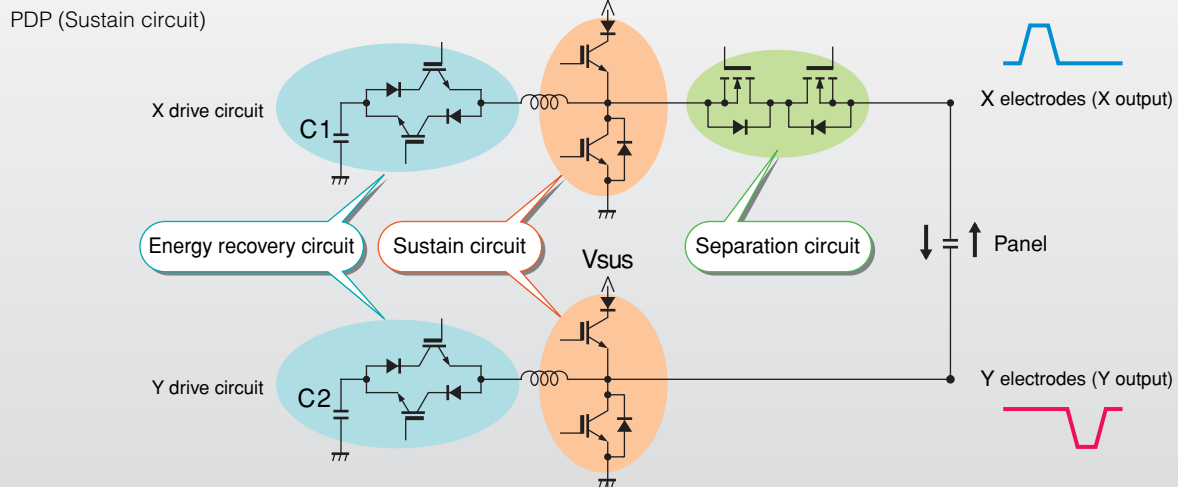 PDP (Sustain circuit)
X drive circuit
C1
X electrodes (X output)
Energy recovery circuit
Sustain circuit
Separation circuit
Panel
Vsus
Y drive circuit
C2
Y electrodes (Y output)